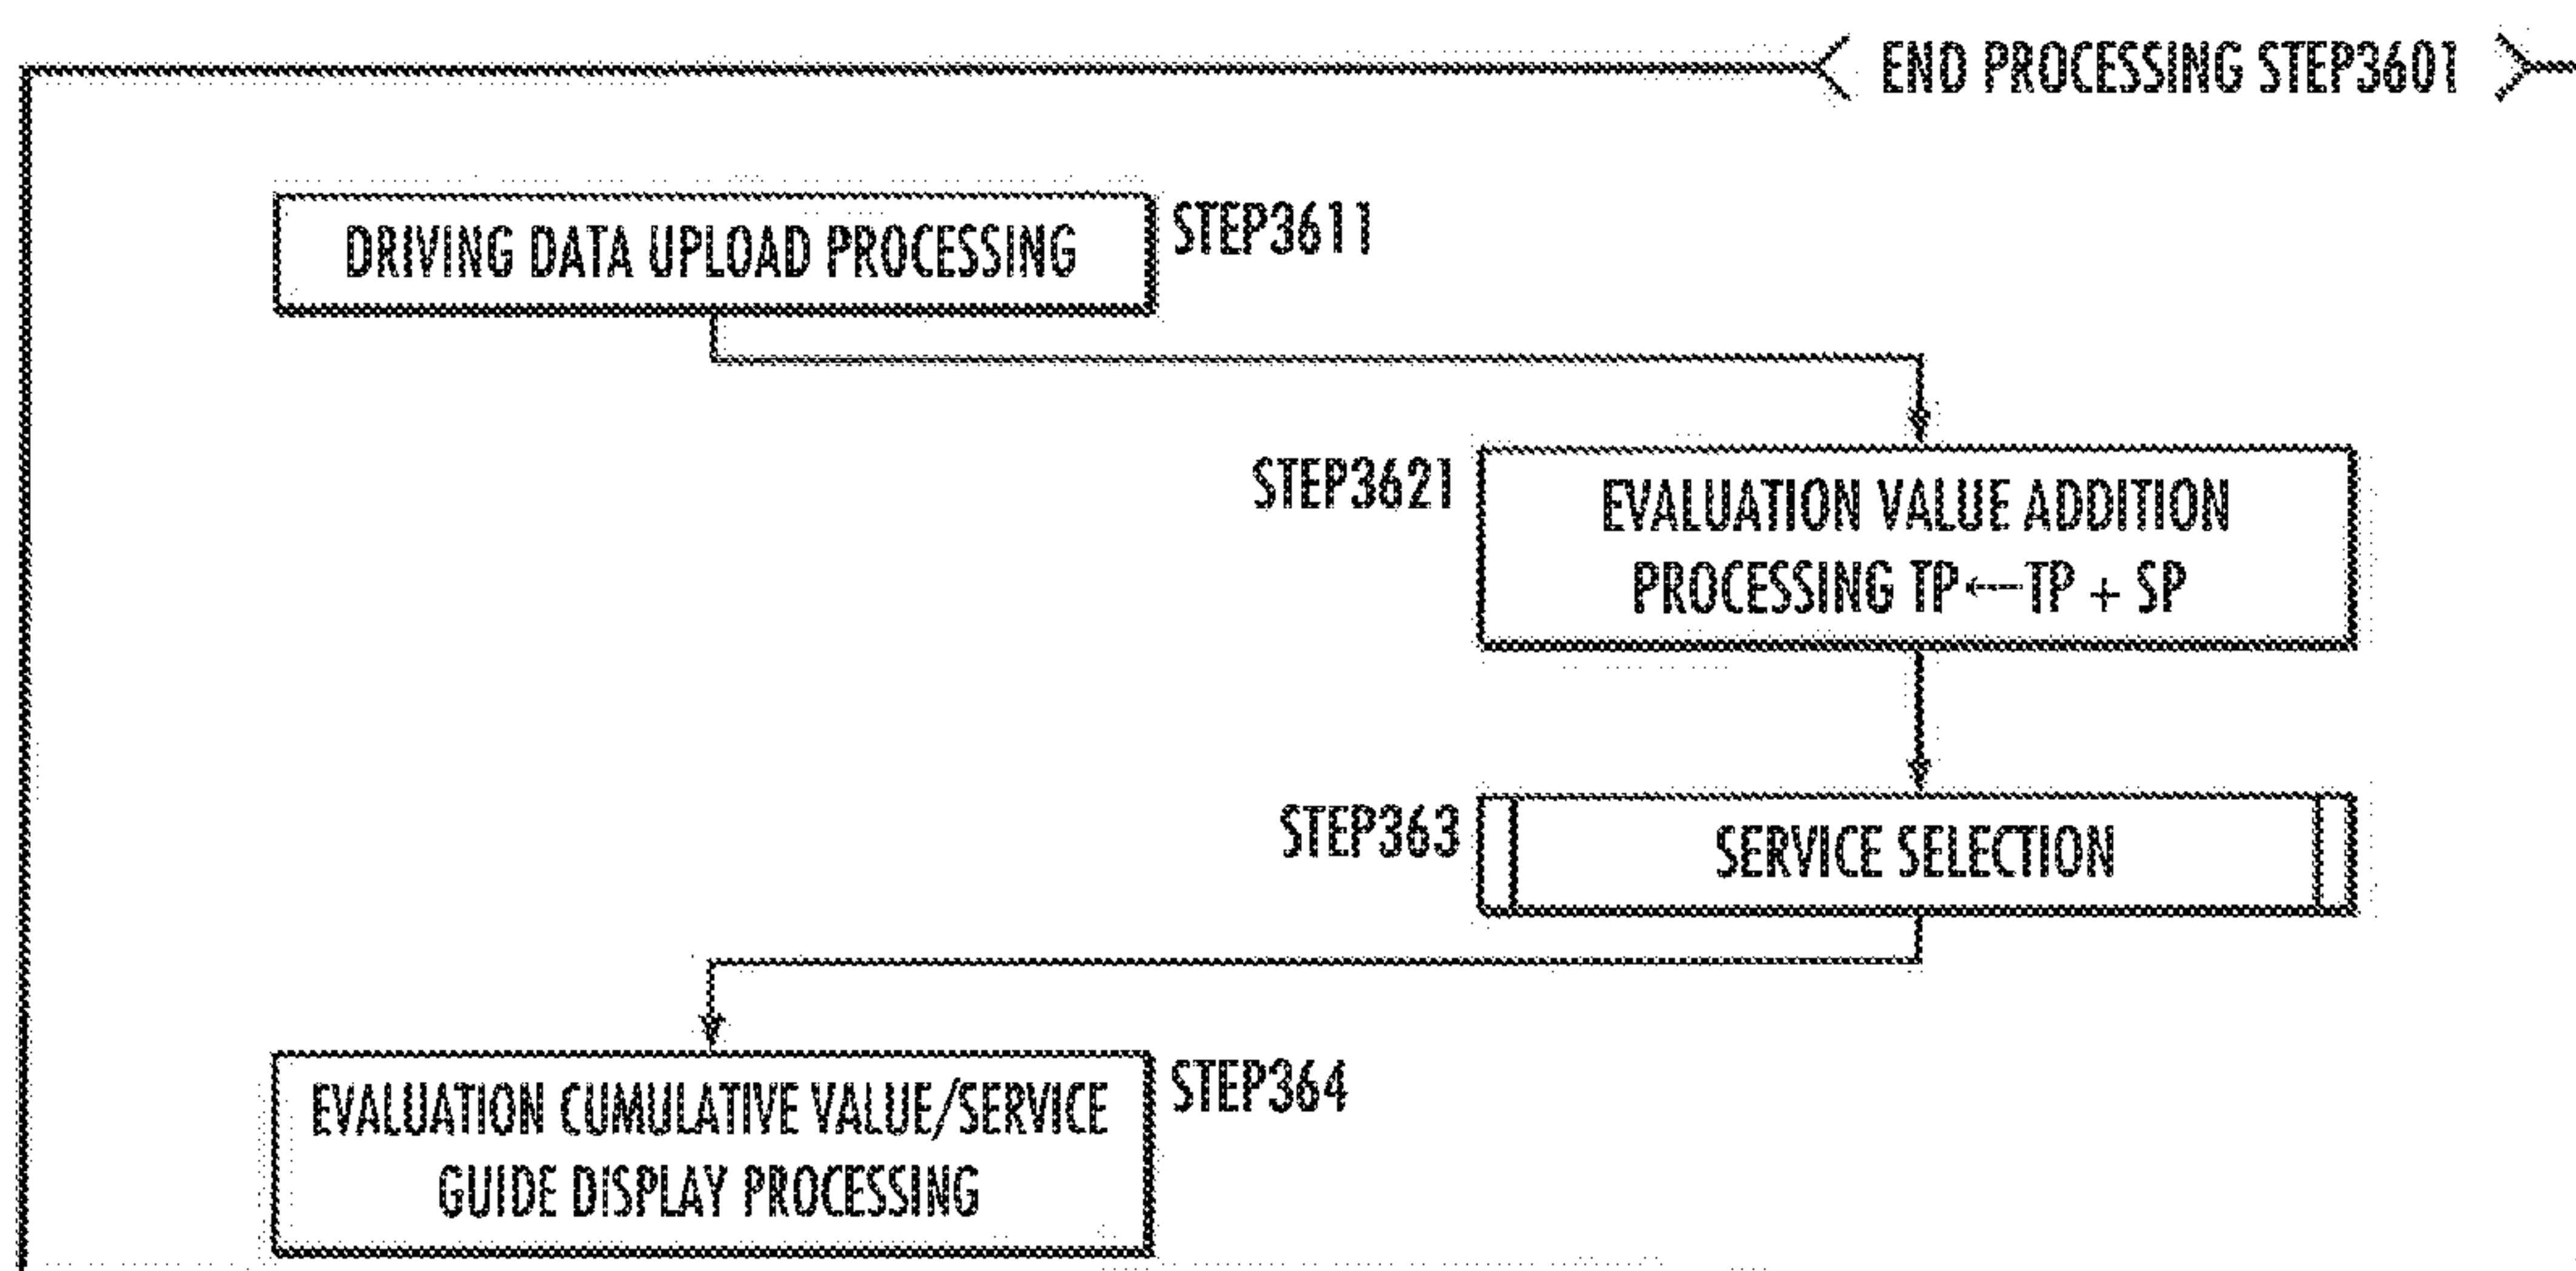 END PROCESSING STEP3601
DRIVING DATA UPLOAD PROCESSING
STEP3611
STEP3621
EVALUATION VALUE ADDITION
PROCESSING TP←TP + SP
STEP363
SERVICE SELECTION
EVALUATION CUMULATIVE VALUE/SERVICE
GUIDE DISPLAY PROCESSING
STEP364